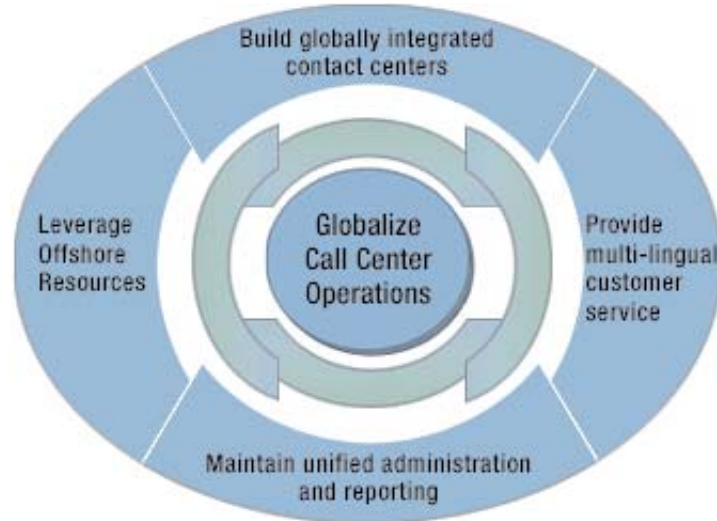 Build globally integrated
contact centers
Leverage
Offshore
Resources
Globalize
Call Center
Operations
Provide
multi-lingual
customer
service
Maintain unified administration
and reporting